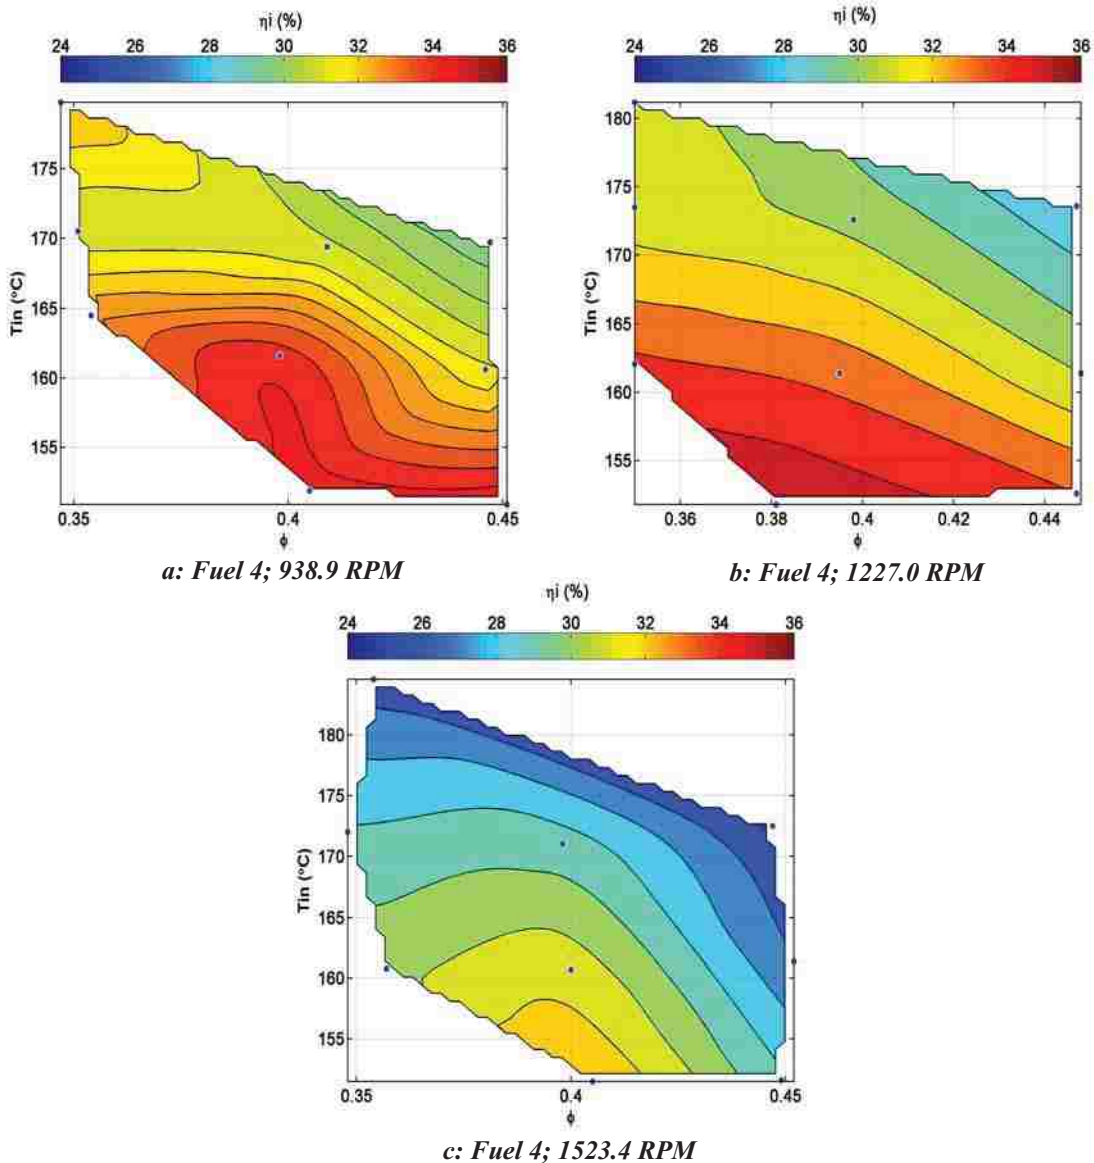 ηi (%)
24 26 28 30 32 34 36
175
170
165
160
155
Tin (°C)
0.35 0.4 0.45
ϕ
a: Fuel 4; 938.9 RPM
ηi (%)
24 26 28 30 32 34 36
180
175
170
165
160
155
Tin (°C)
0.36 0.38 0.4 0.42 0.44
ϕ
b: Fuel 4; 1227.0 RPM
ηi (%)
24 26 28 30 32 34 36
180
175
170
165
160
155
Tin (°C)
0.35 0.4 0.45
ϕ
c: Fuel 4; 1523.4 RPM